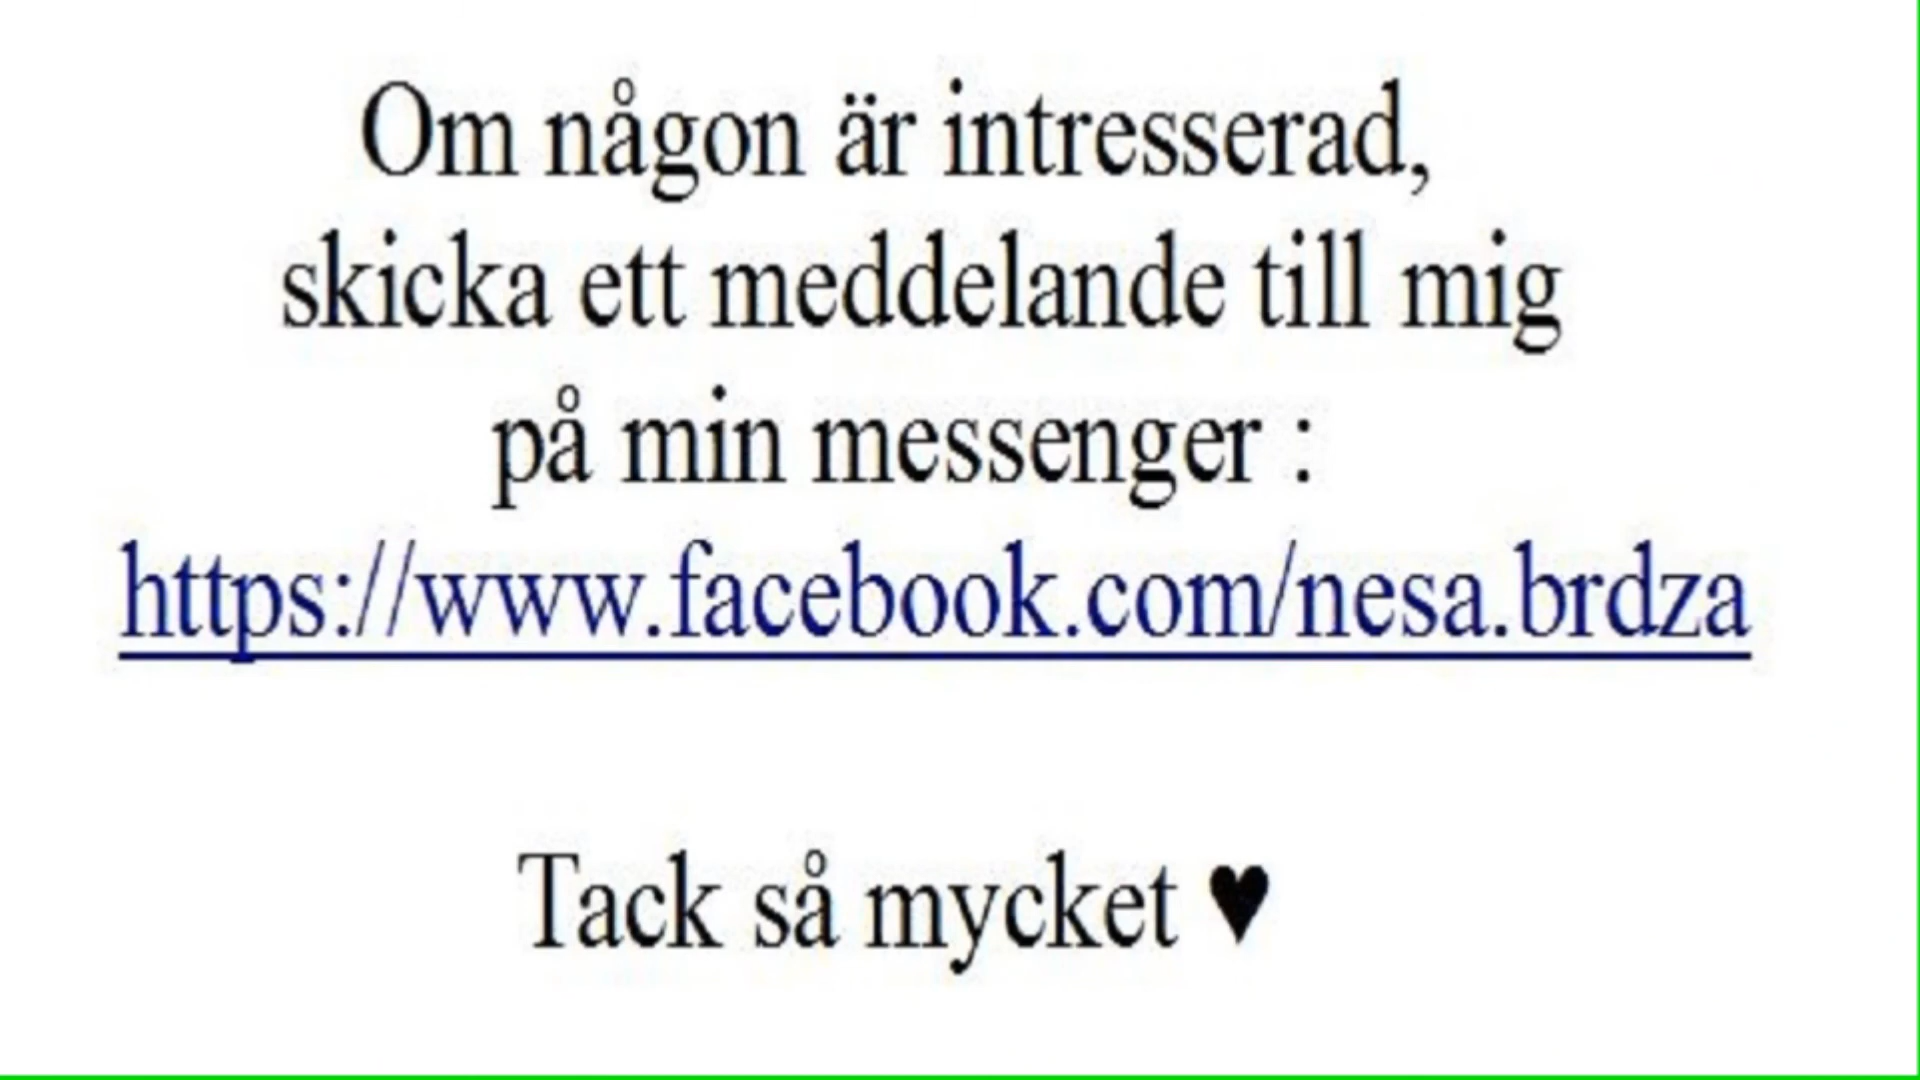 Om någon är intresserad,
skicka ett meddelande till mig
på min messenger :
https://www.facebook.com/nesa.brdza
Tack så mycket ♥